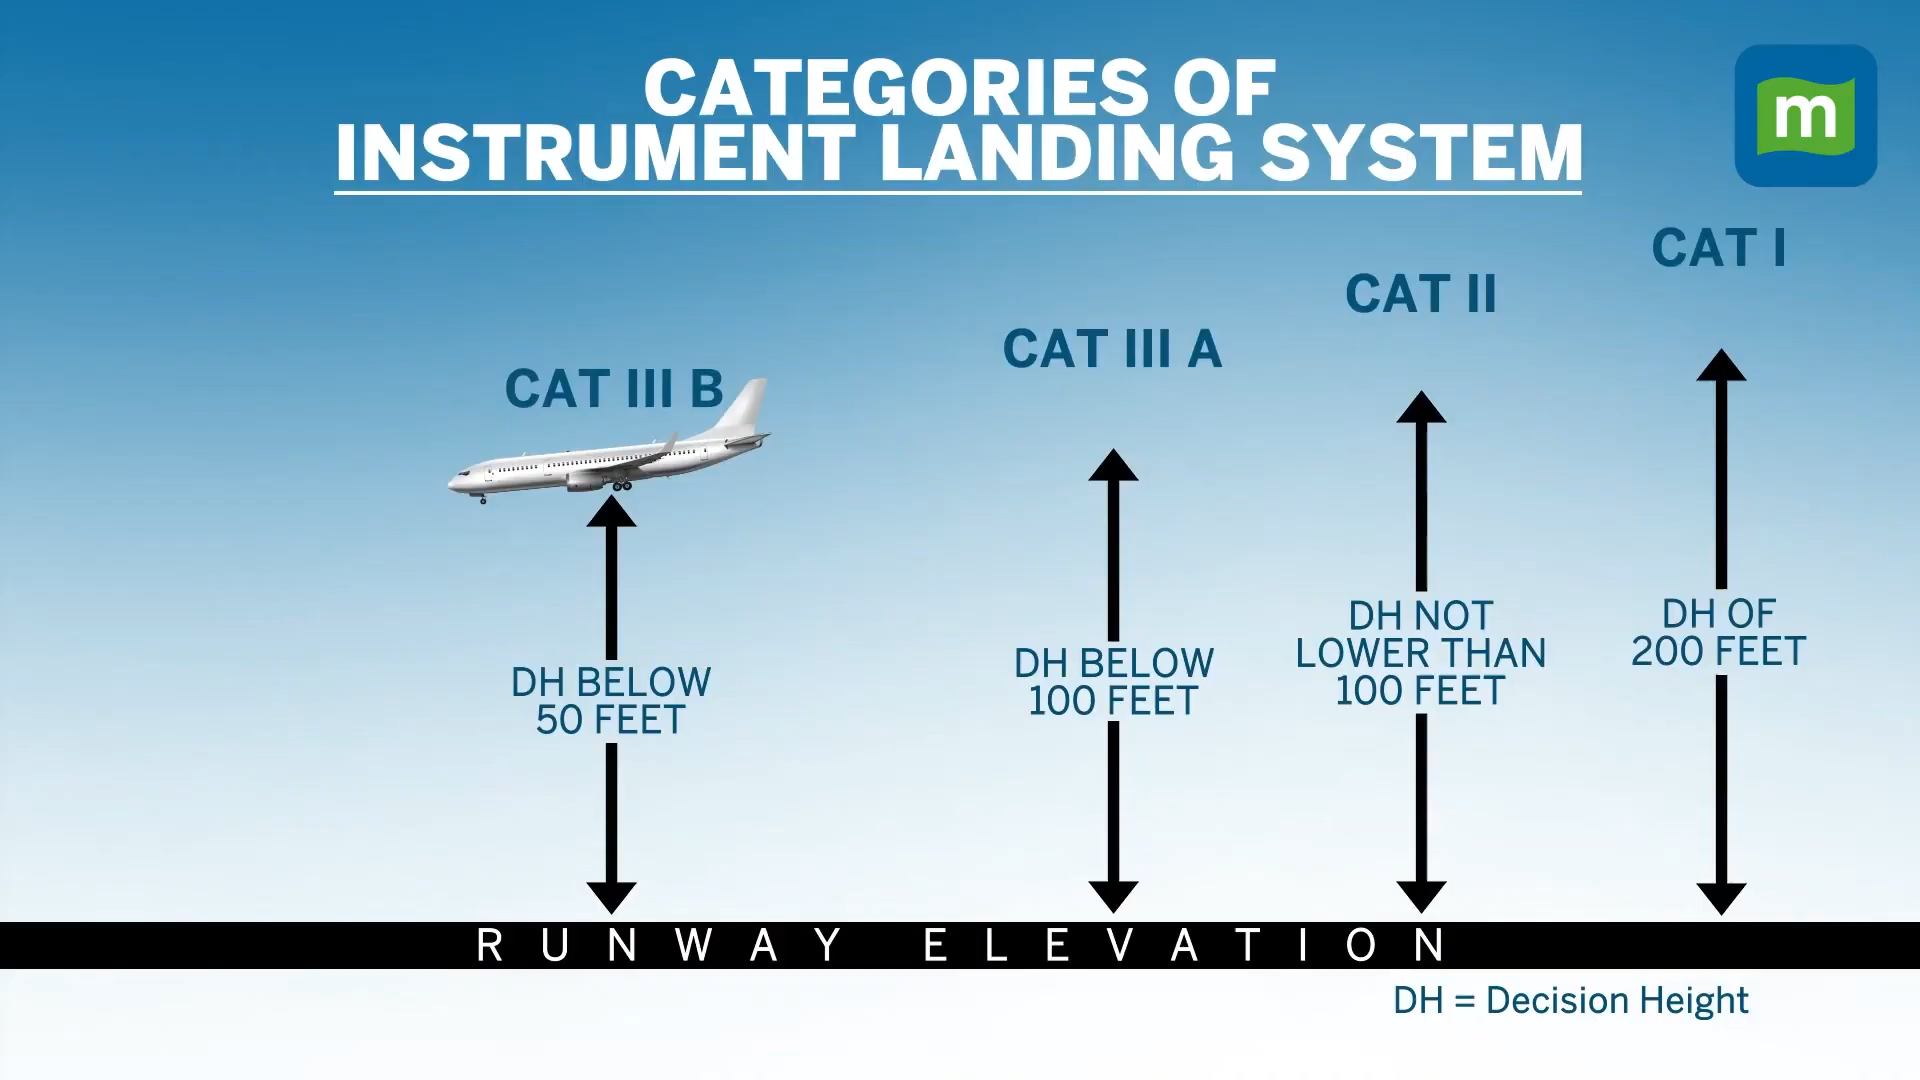 CATEGORIES OF
INSTRUMENT LANDING SYSTEM
m
CAT III B
DH BELOW
50 FEET
CAT III A
DH BELOW
100 FEET
CAT II
DH NOT
LOWER THAN
100 FEET
CAT I
DH OF
200 FEET
RUNWAY ELEVATION
DH = Decision Height